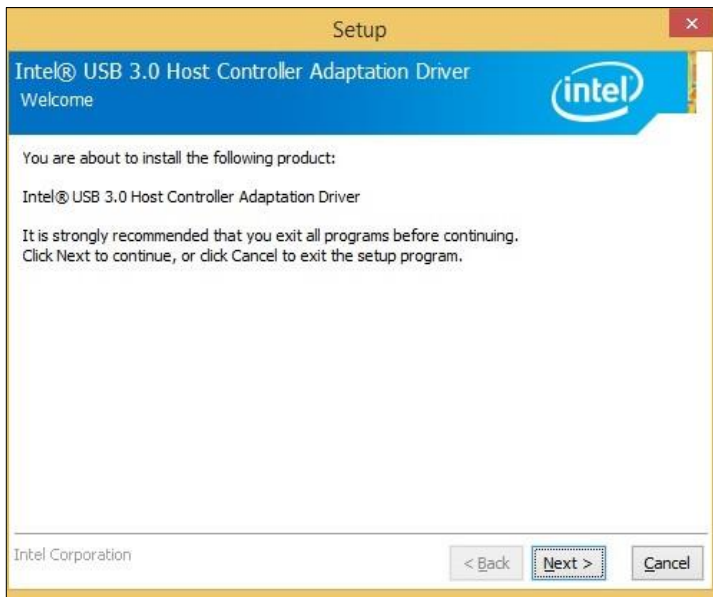 Setup
Intel® USB 3.0 Host Controller Adaptation Driver
Welcome
intel
You are about to install the following product:
Intel® USB 3.0 Host Controller Adaptation Driver
It is strongly recommended that you exit all programs before continuing.
Click Next to continue, or click Cancel to exit the setup program.
Intel Corporation
< Back
Next >
Cancel